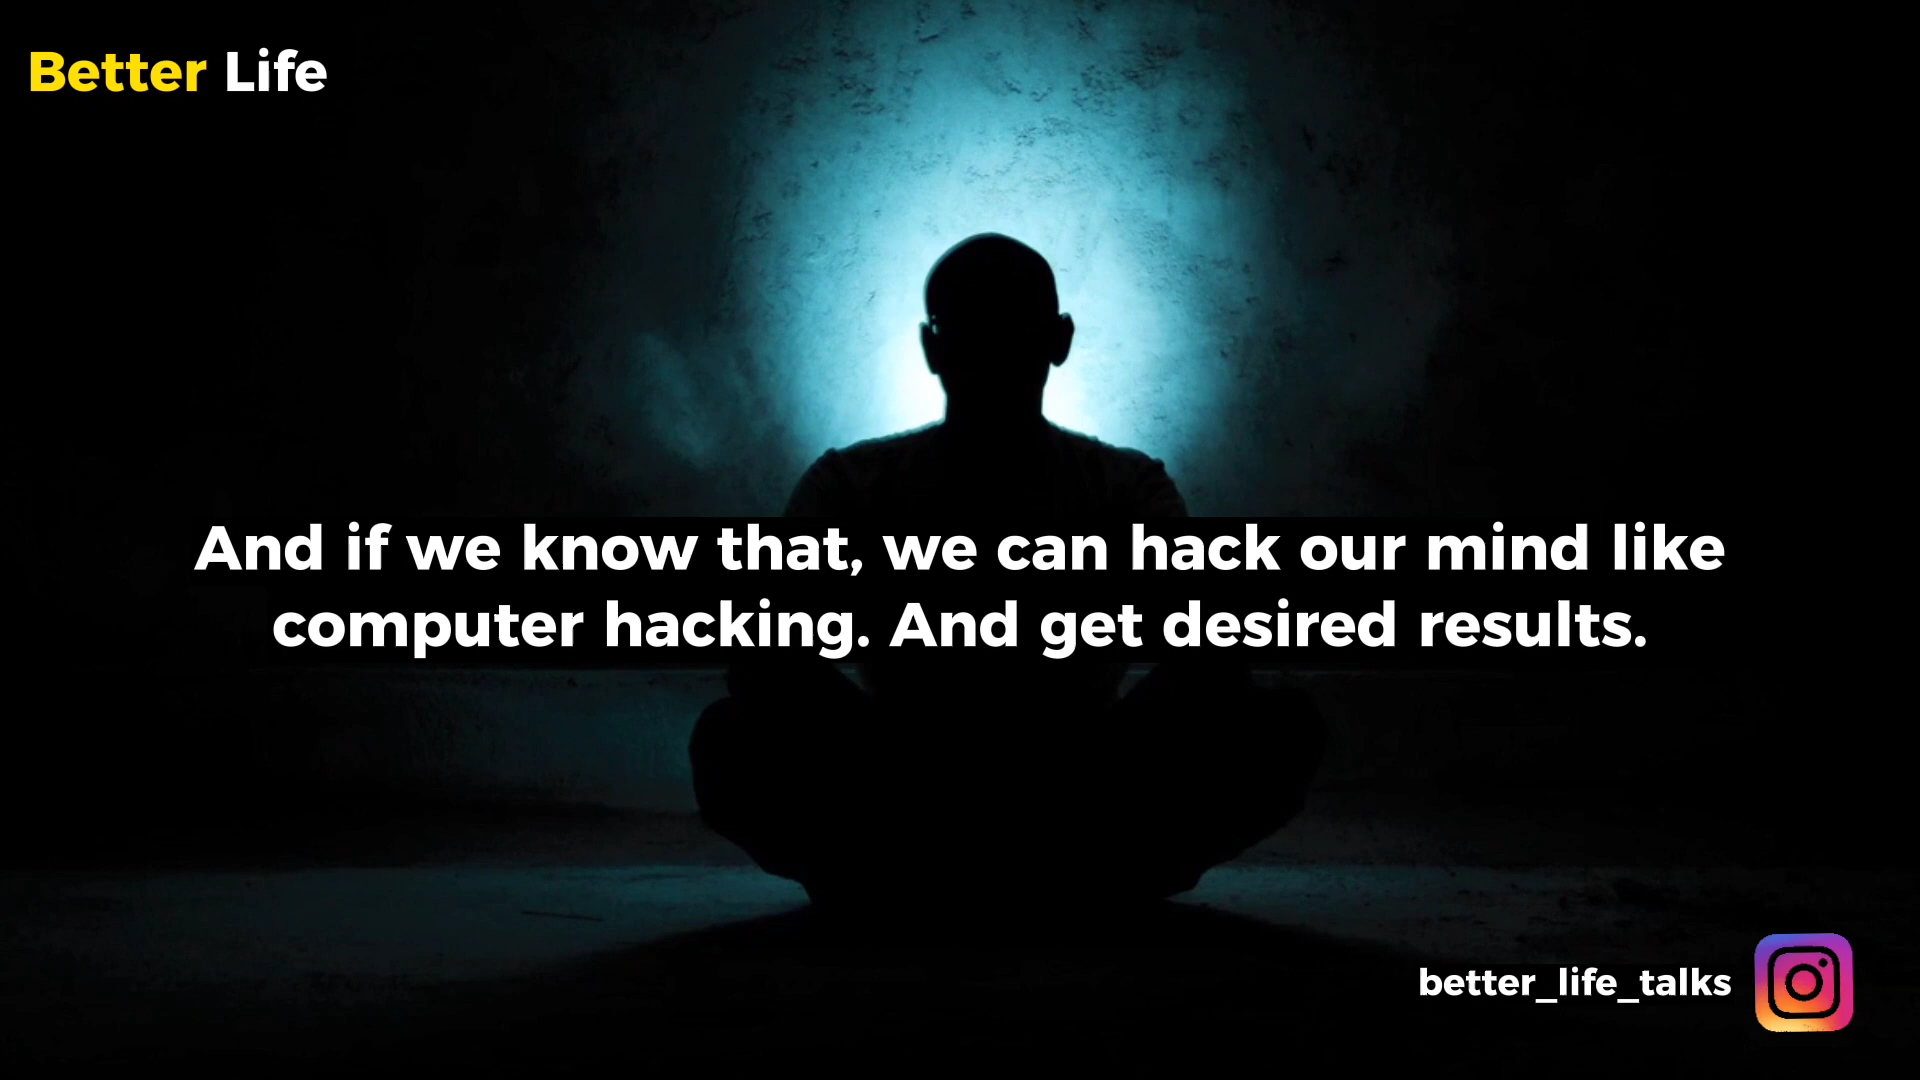 Better Life
And if we know that, we can hack our mind like
computer hacking. And get desired results.
better_life_talks